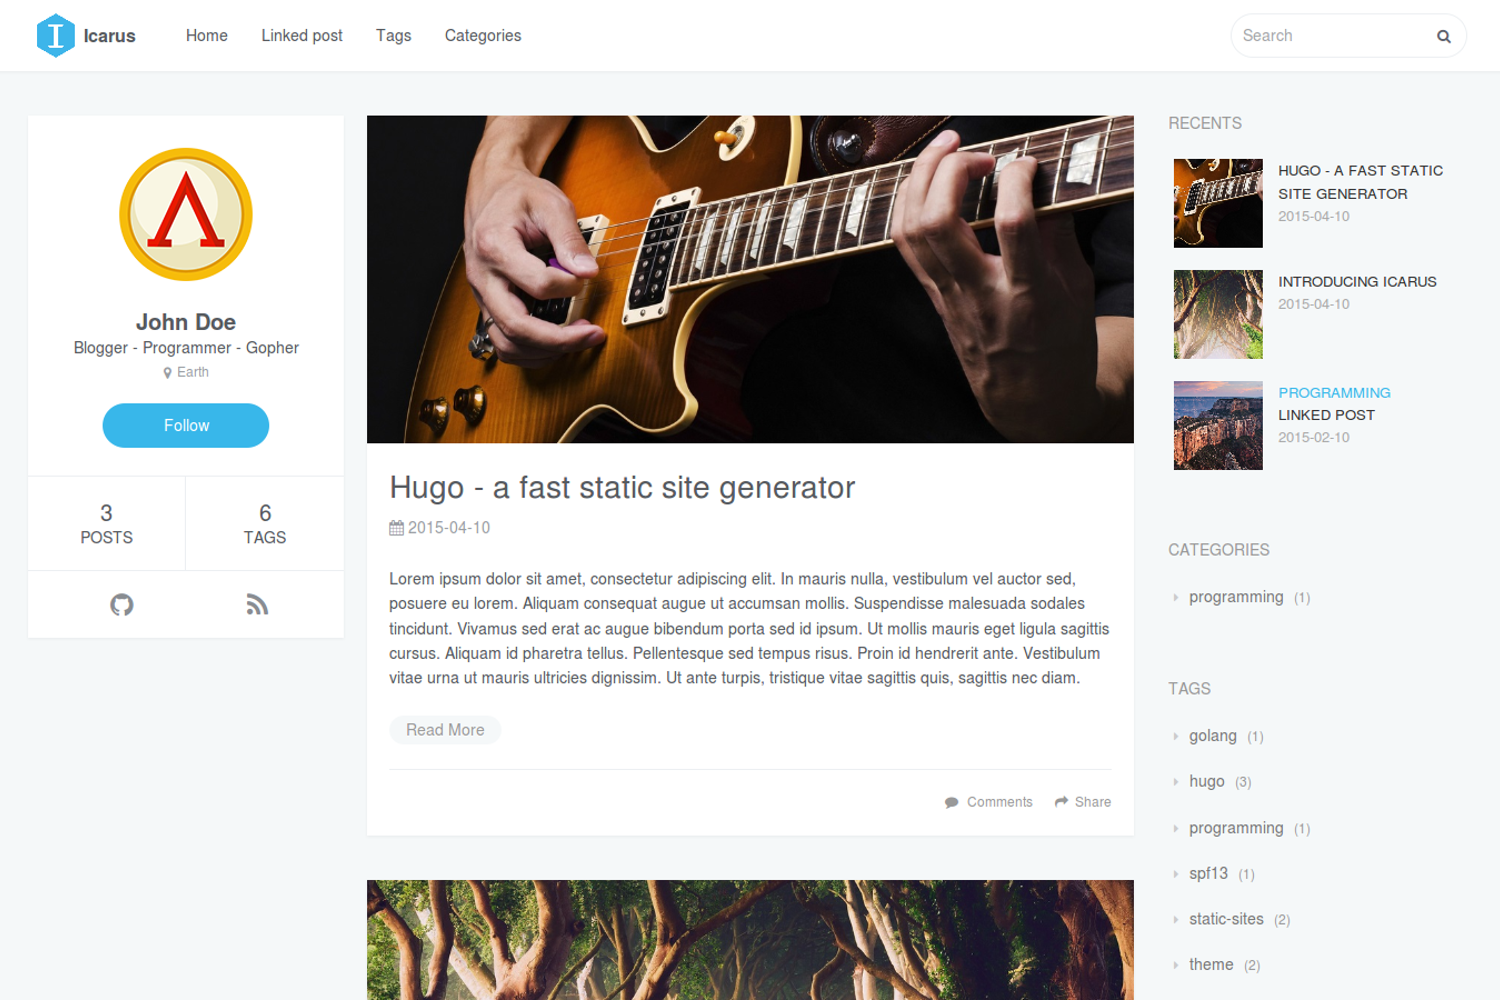 Icarus
Home
Linked post
Tags
Categories
Search
John Doe
Blogger - Programmer - Gopher
Earth
Follow
3
POSTS
6
TAGS
Hugo - a fast static site generator
2015-04-10
Lorem ipsum dolor sit amet, consectetur adipiscing elit. In mauris nulla, vestibulum vel auctor sed,
posuere eu lorem. Aliquam consequat augue ut accumsan mollis. Suspendisse malesuada sodales
tincidunt. Vivamus sed erat ac augue bibendum porta sed id ipsum. Ut mollis mauris eget ligula sagittis
cursus. Aliquam id pharetra tellus. Pellentesque sed tempus risus. Proin id hendrerit ante. Vestibulum
vitae urna ut mauris ultricies dignissim. Ut ante turpis, tristique vitae sagittis quis, sagittis nec diam.
Read More
Comments
Share
RECENTS
HUGO - A FAST STATIC
SITE GENERATOR
2015-04-10
INTRODUCING ICARUS
2015-04-10
PROGRAMMING
LINKED POST
2015-02-10
CATEGORIES
programming (1)
TAGS
golang (1)
hugo (3)
programming (1)
spf13 (1)
static-sites (2)
theme (2)